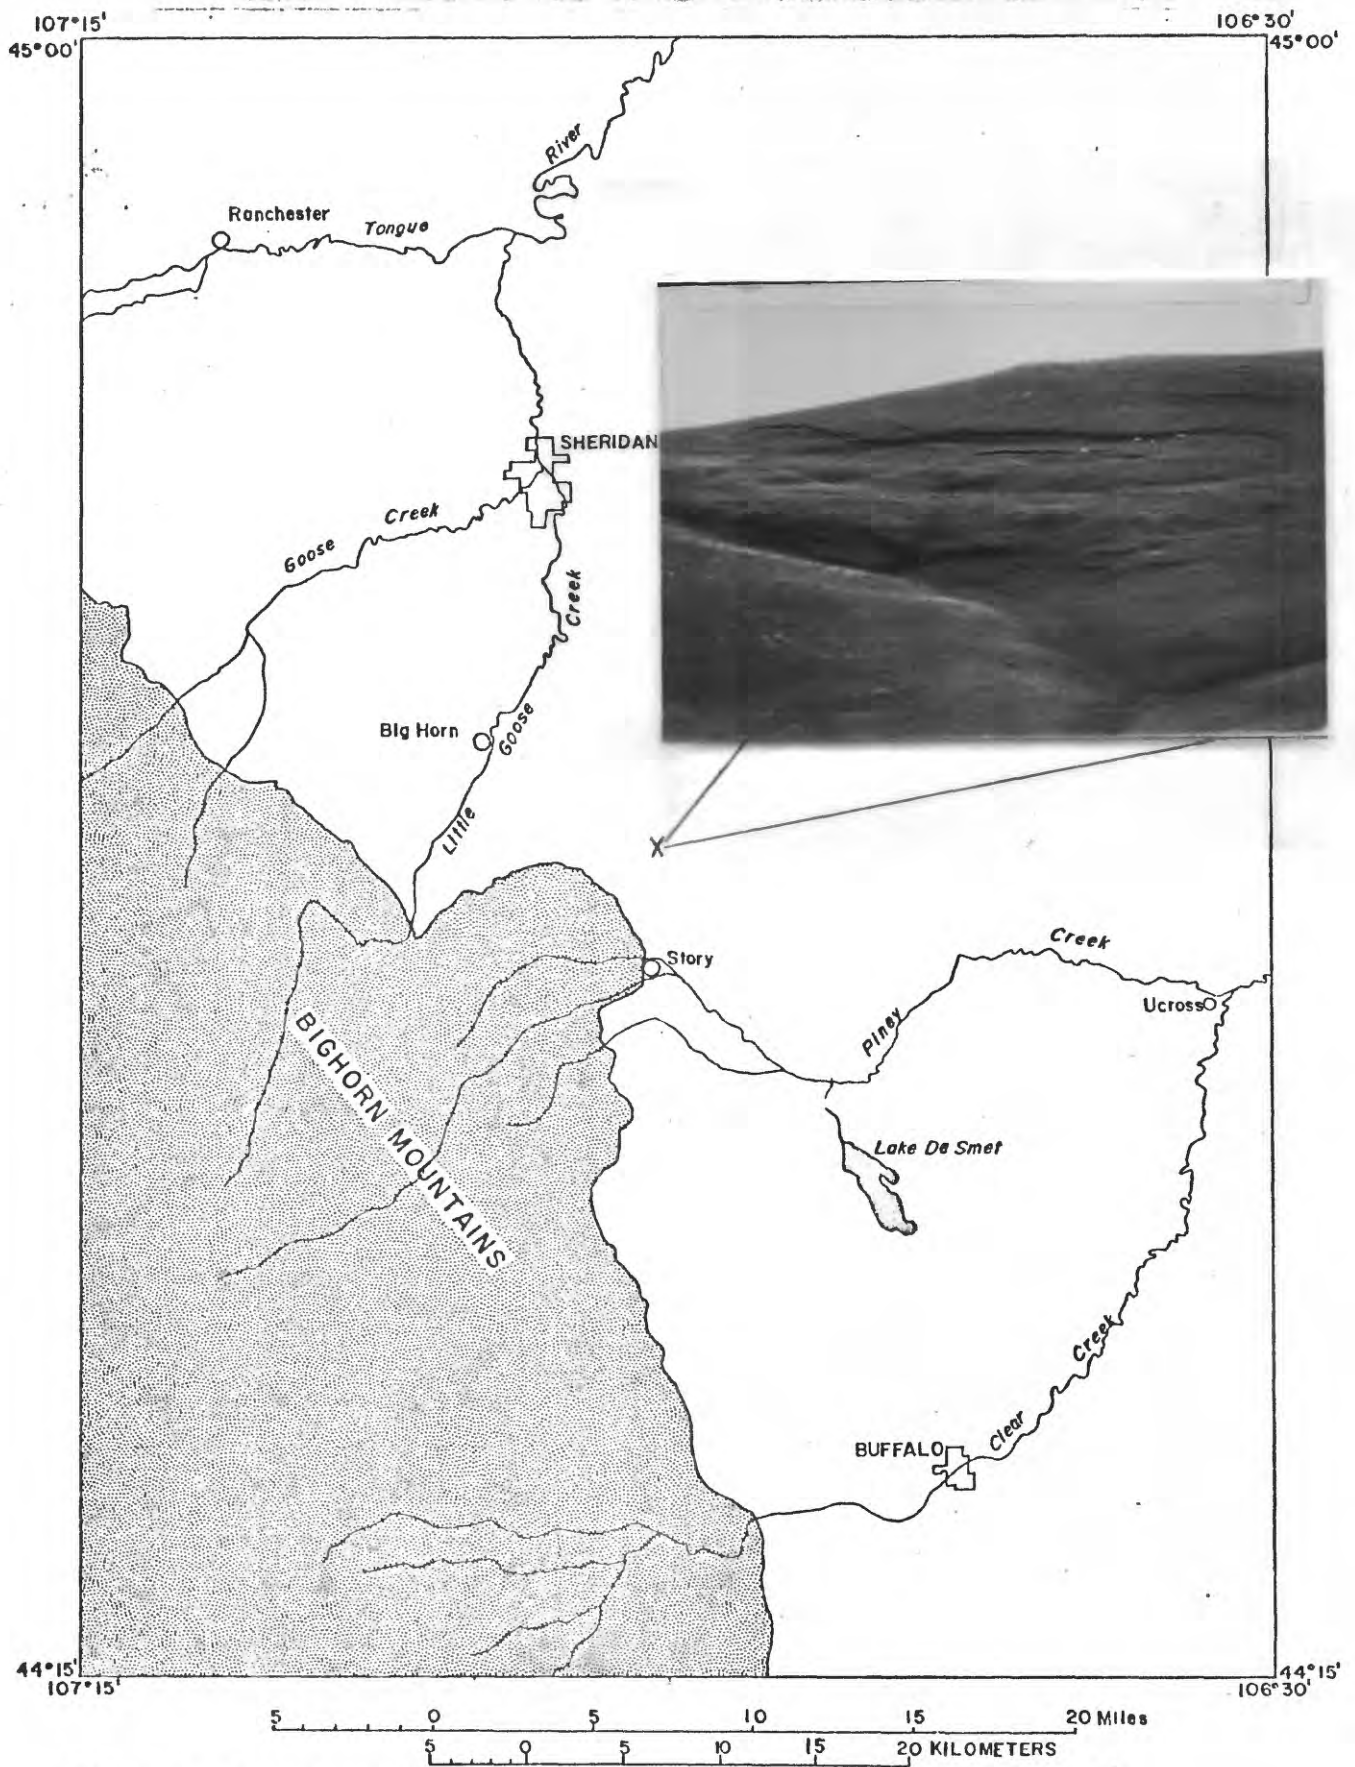 107°15'
106°30'
45°00'
45°00'
River
Ranchester
Tongue
SHERIDAN
Creek
Goose
Creek
Big Horn
Goose
Little
X
Story
Creek
Ucross
Piney
BIGHORN MOUNTAINS
Lake De Smet
Creek
Clear
BUFFALO
44°15'
44°15'
107°15'
106°30'
5 0 5 10 15 20 Miles
5 0 5 10 15 20 KILOMETERS